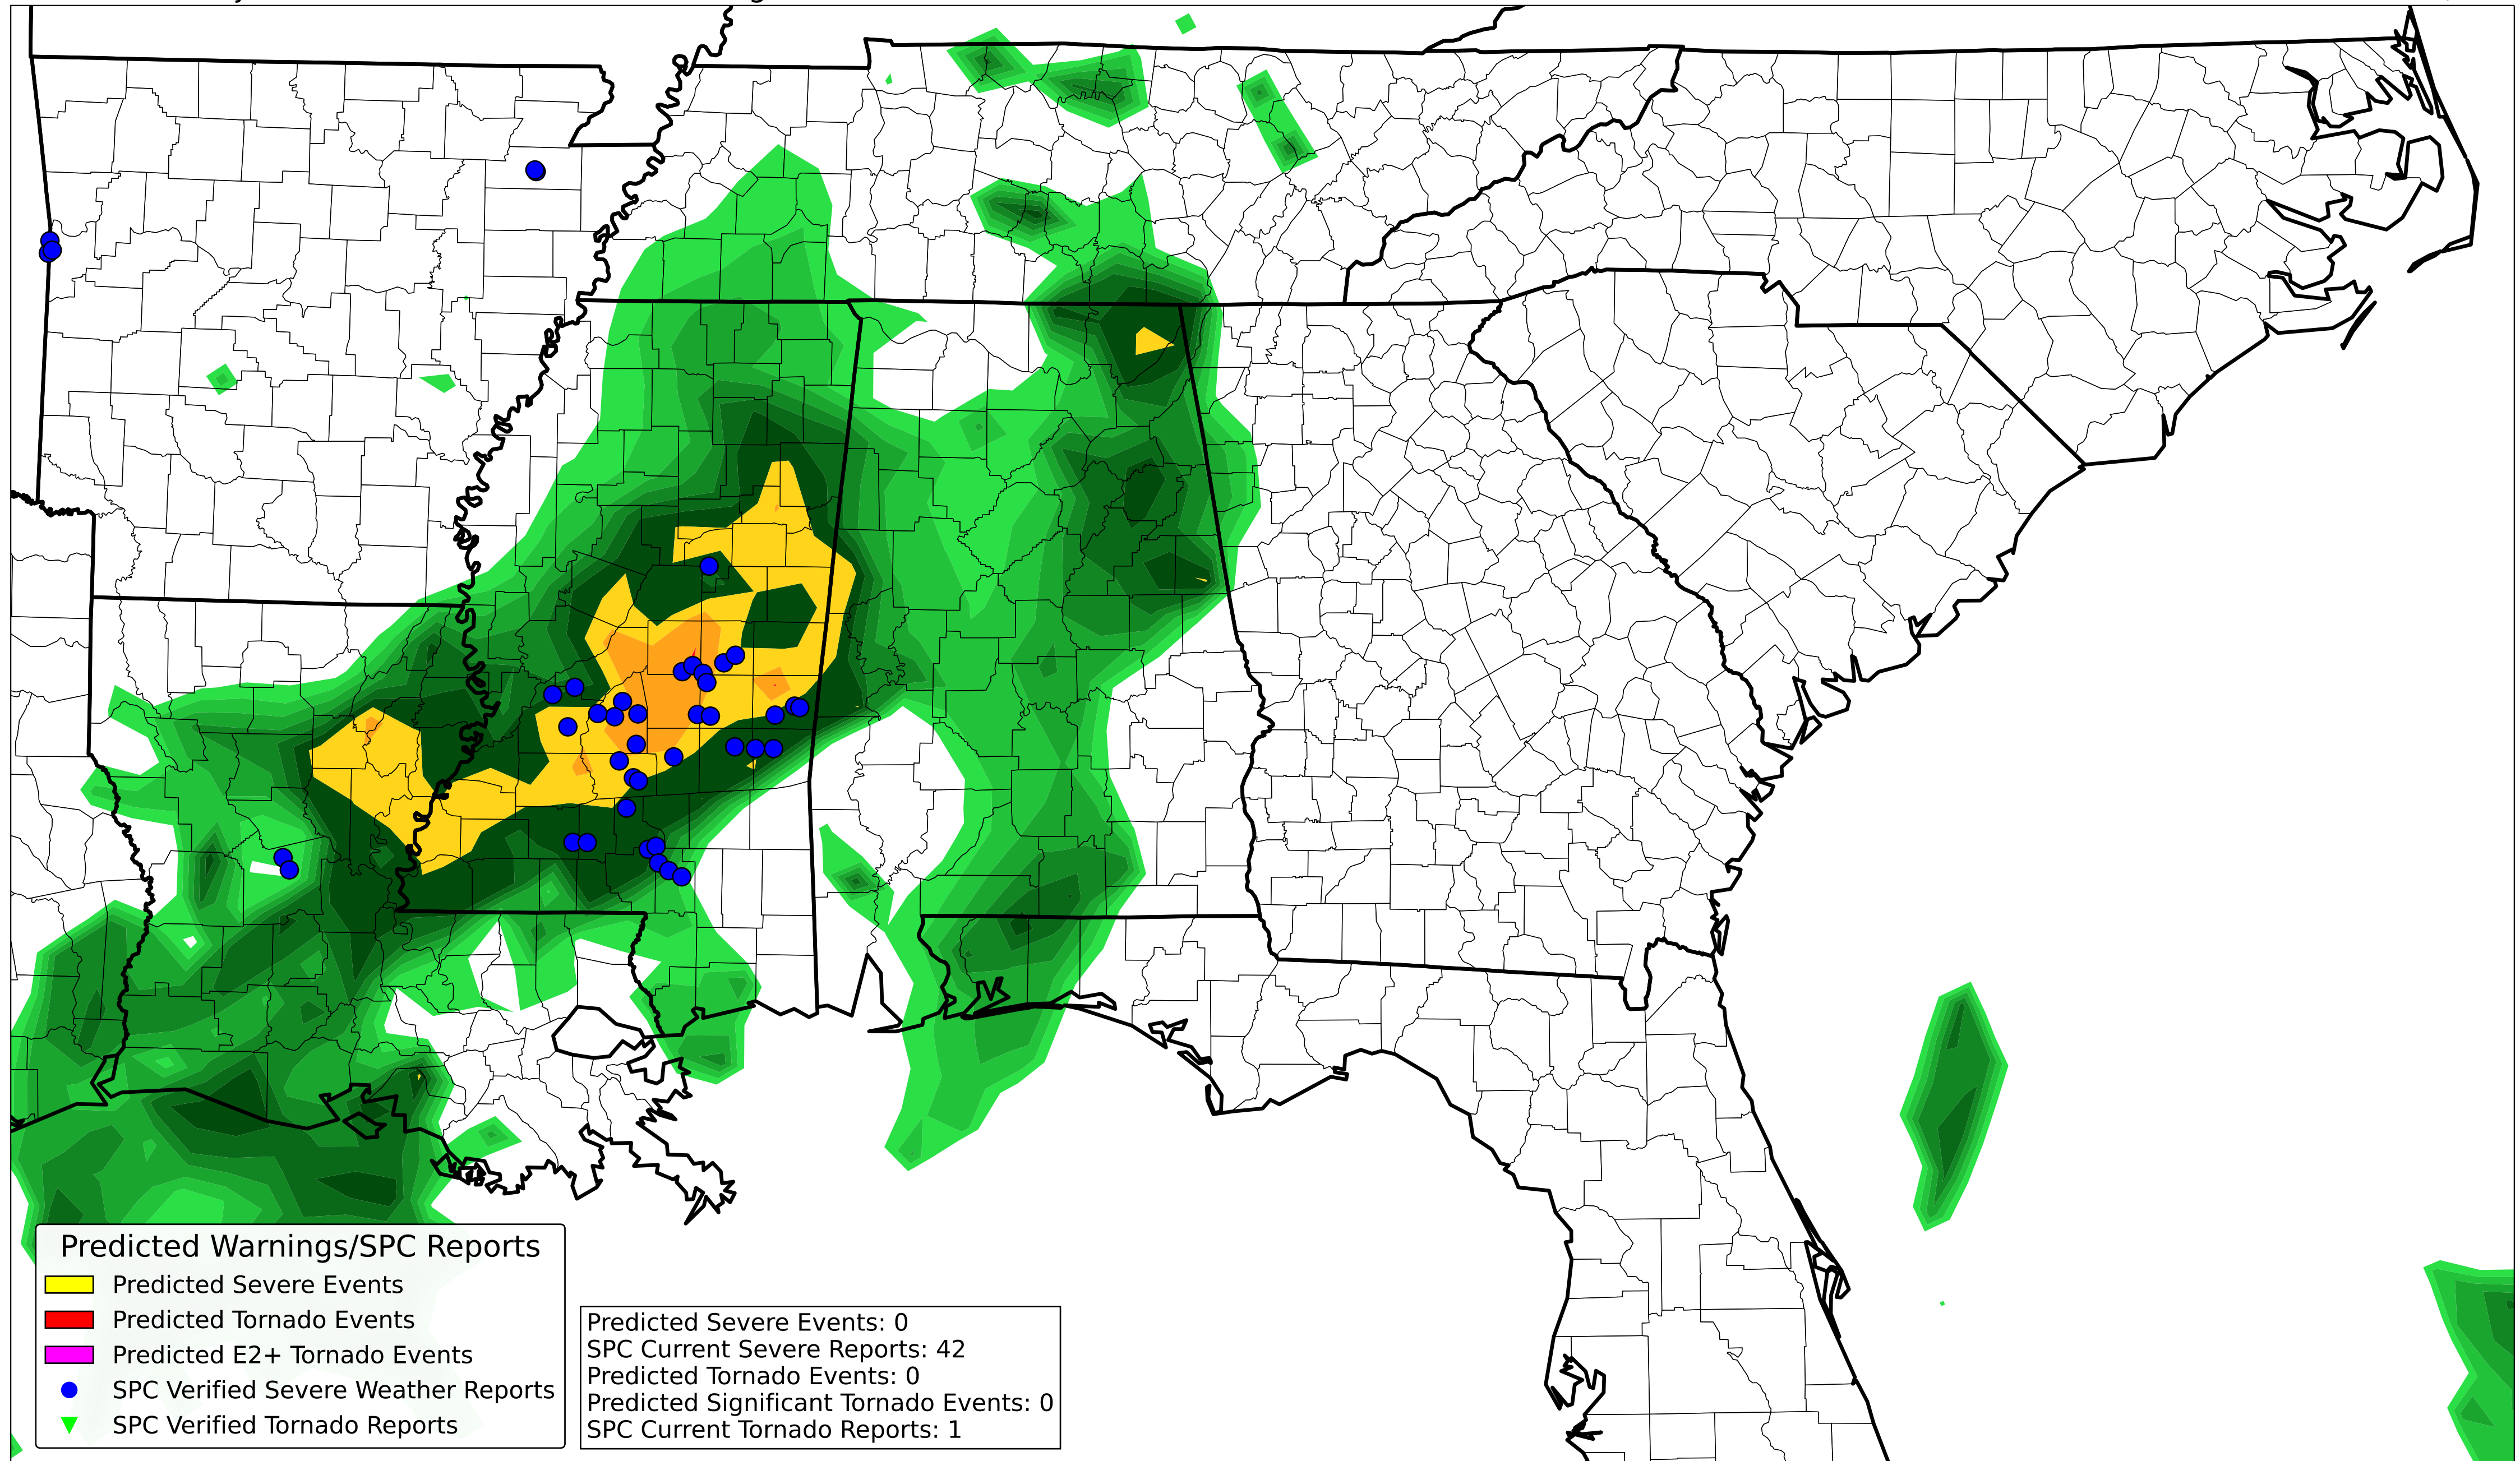 Predicted Warnings/SPC Reports
Predicted Severe Events
Predicted Tornado Events
Predicted E2+ Tornado Events
SPC Verified Severe Weather Reports
SPC Verified Tornado Reports
Predicted Severe Events: 0
SPC Current Severe Reports: 42
Predicted Tornado Events: 0
Predicted Significant Tornado Events: 0
SPC Current Tornado Reports: 1